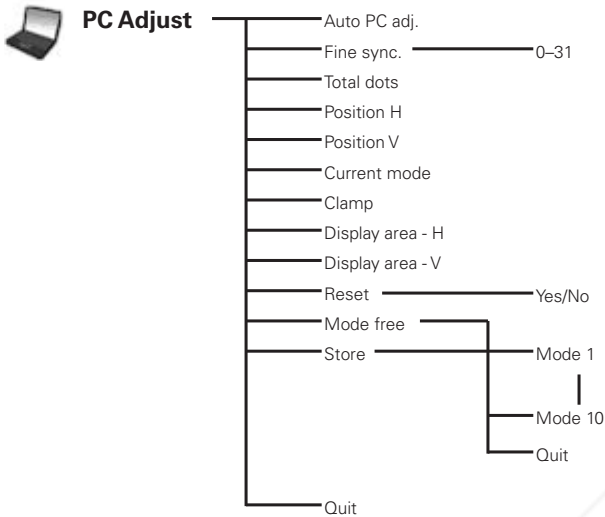 PC Adjust
Auto PC adj.
Fine sync. 0–31
Total dots
Position H
Position V
Current mode
Clamp
Display area - H
Display area - V
Reset Yes/No
Mode free
Store Mode 1
Mode 10
Quit
Quit